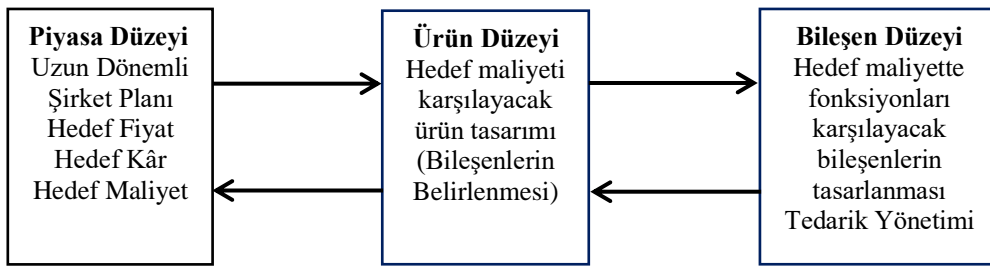 Piyasa Düzeyi
Uzun Dönemli
Şirket Planı
Hedef Fiyat
Hedef Kâr
Hedef Maliyet
Ürün Düzeyi
Hedef maliyeti
karşılayacak
ürün tasarımı
(Bileşenlerin
Belirlenmesi)
Bileşen Düzeyi
Hedef maliyette
fonksiyonları
karşılayacak
bileşenlerin
tasarlanması
Tedarik Yönetimi